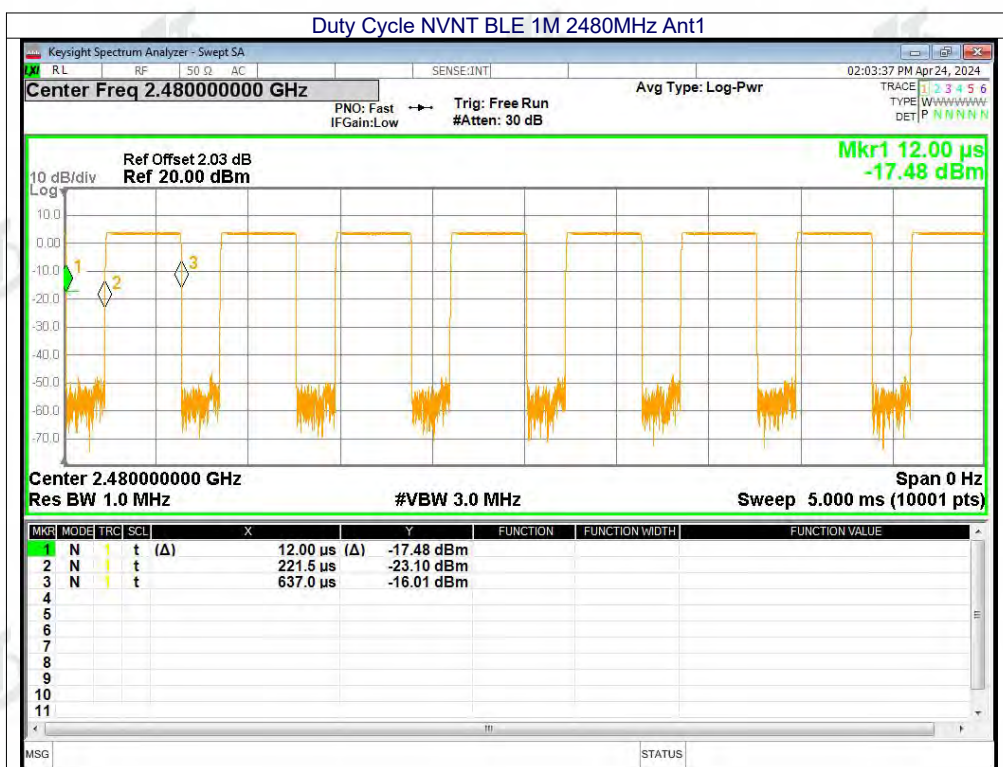 Duty Cycle NVNT BLE 1M 2480MHz Ant1
Keysight Spectrum Analyzer - Swept SA
LXI RL RF 50 Ω AC SENSE:INT 02:03:37 PM Apr 24, 2024
Center Freq 2.480000000 GHz
PNO: Fast
IFGain:Low
Trig: Free Run
#Atten: 30 dB
Avg Type: Log-Pwr
TRACE 1 2 3 4 5 6
TYPE WWWWWWW
DET P N N N N N
Mkr1 12.00 µs
-17.48 dBm
Ref Offset 2.03 dB
10 dB/div Ref 20.00 dBm
Log
10.0
0.00
-10.0
-20.0
-30.0
-40.0
-50.0
-60.0
-70.0
1
2
3
Center 2.480000000 GHz Span 0 Hz
Res BW 1.0 MHz #VBW 3.0 MHz Sweep 5.000 ms (10001 pts)
MKR MODE TRC SCL X Y FUNCTION FUNCTION WIDTH FUNCTION VALUE
1 N 1 t (Δ) 12.00 µs (Δ) -17.48 dBm
2 N 1 t 221.5 µs -23.10 dBm
3 N 1 t 637.0 µs -16.01 dBm
4
5
6
7
8
9
10
11
MSG STATUS